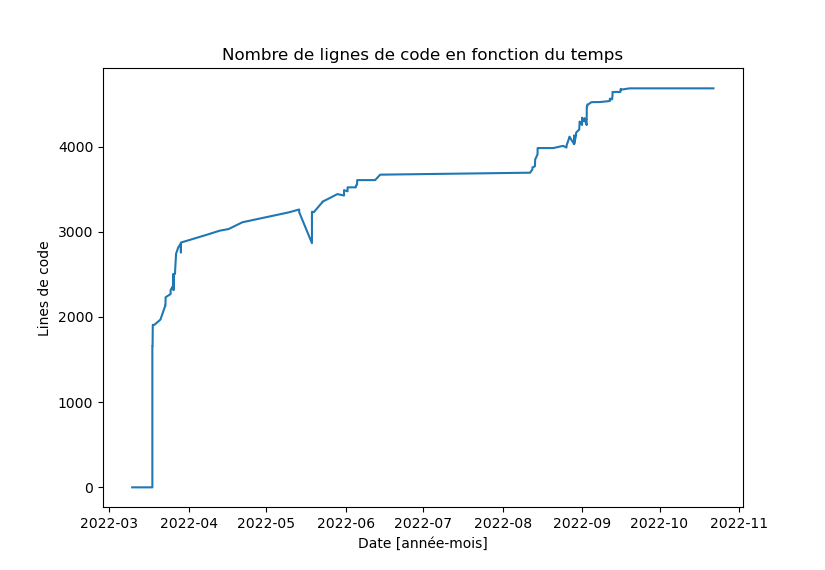 Nombre de lignes de code en fonction du temps
Lines de code
4000
3000
2000
1000
0
2022-03 2022-04 2022-05 2022-06 2022-07 2022-08 2022-09 2022-10 2022-11
Date [année-mois]